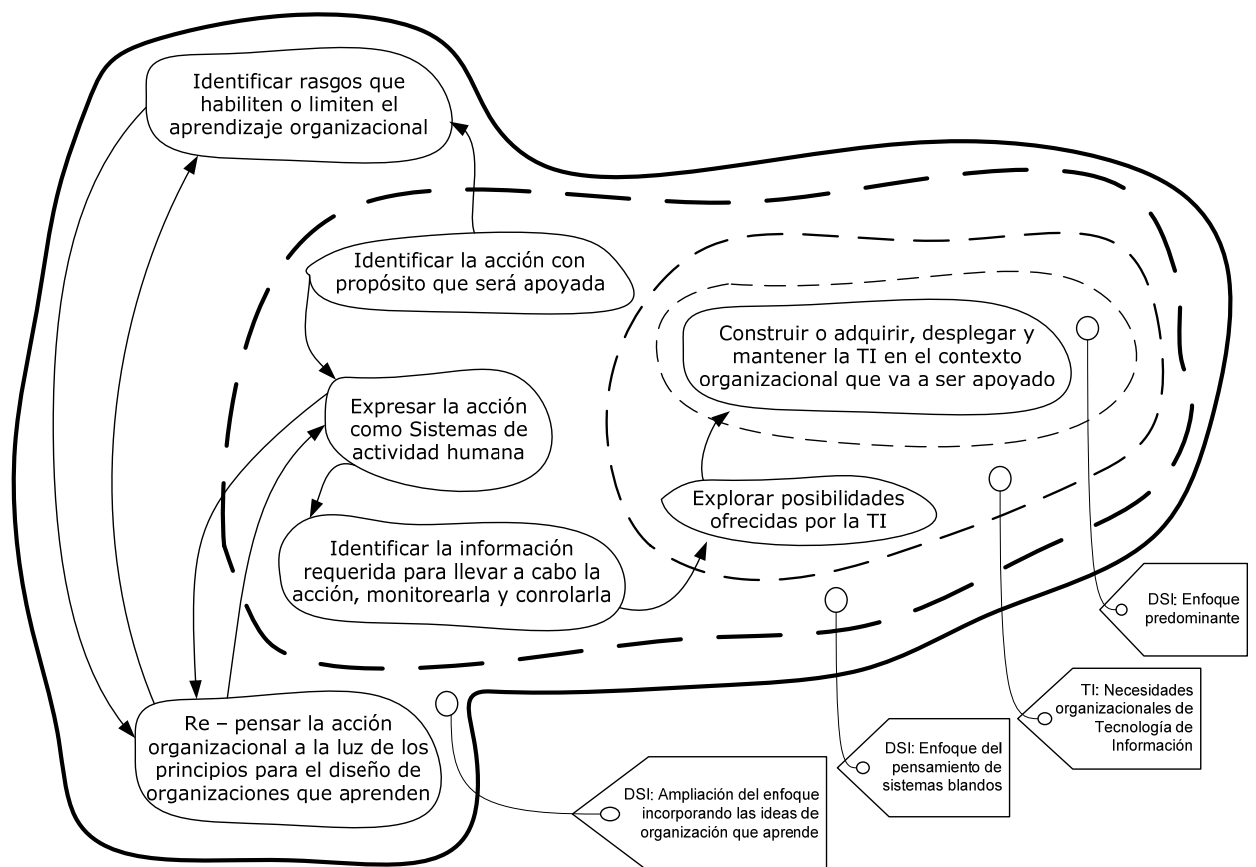 Identificar rasgos que
habiliten o limiten el
aprendizaje organizacional
Identificar la acción con
propósito que será apoyada
Construir o adquirir, desplegar y
mantener la TI en el contexto
organizacional que va a ser apoyado
Expresar la acción
como Sistemas de
actividad humana
Explorar posibilidades
ofrecidas por la TI
Identificar la información
requerida para llevar a cabo la
acción, monitorearla y conrolarla
Re – pensar la acción
organizacional a la luz de los
principios para el diseño de
organizaciones que aprenden
DSI: Enfoque
predominante
TI: Necesidades
organizacionales de
Tecnología de
Información
DSI: Enfoque del
pensamiento de
sistemas blandos
DSI: Ampliación del enfoque
incorporando las ideas de
organización que aprende